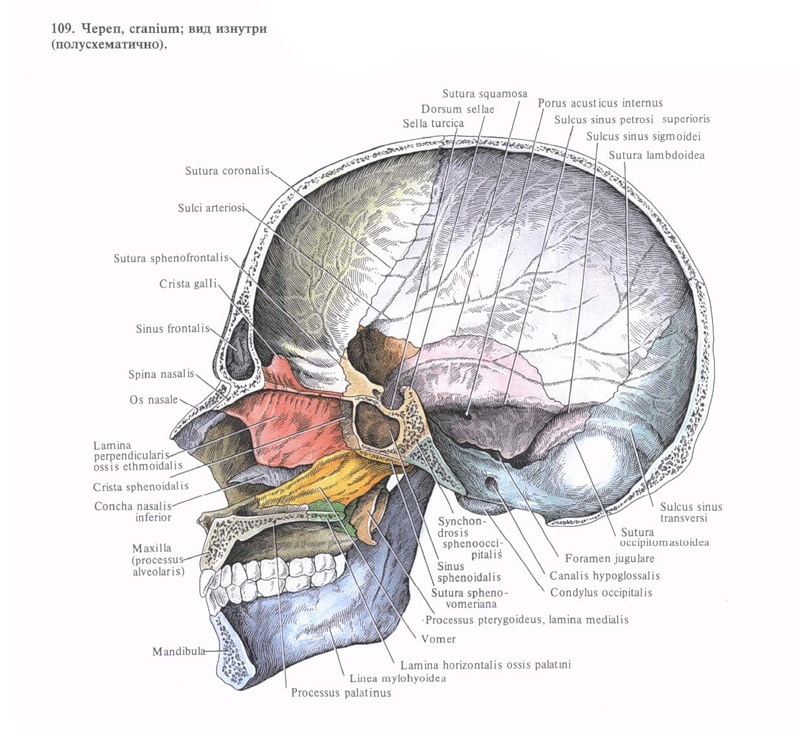 109. Череп, cranium; вид изнутри
(полусхематично).
Sutura squamosa
Dorsum sellae
Sella turcica
Porus acusticus internus
Sulcus sinus petrosi superioris
Sulcus sinus sigmoidei
Sutura lambdoidea
Sutura coronalis
Sulci arteriosi
Sutura sphenofrontalis
Crista galli
Sinus frontalis
Spina nasalis
Os nasale
Lamina
perpendicularis
ossis ethmoidalis
Crista sphenoidalis
Concha nasalis
inferior
Maxilla
(processus
alveolaris)
Mandibula
Sulcus sinus
transversi
Sutura
occipitomastoidea
Foramen jugulare
Canalis hypoglossalis
Condylus occipitalis
Synchon-
drosis
sphenoocci-
pitalis
Sinus
sphenoidalis
Sutura spheno-
vomeriana
Processus pterygoideus, lamina medialis
Vomer
Lamina horizontalis ossis palatini
Linea mylohyoidea
Processus palatinus